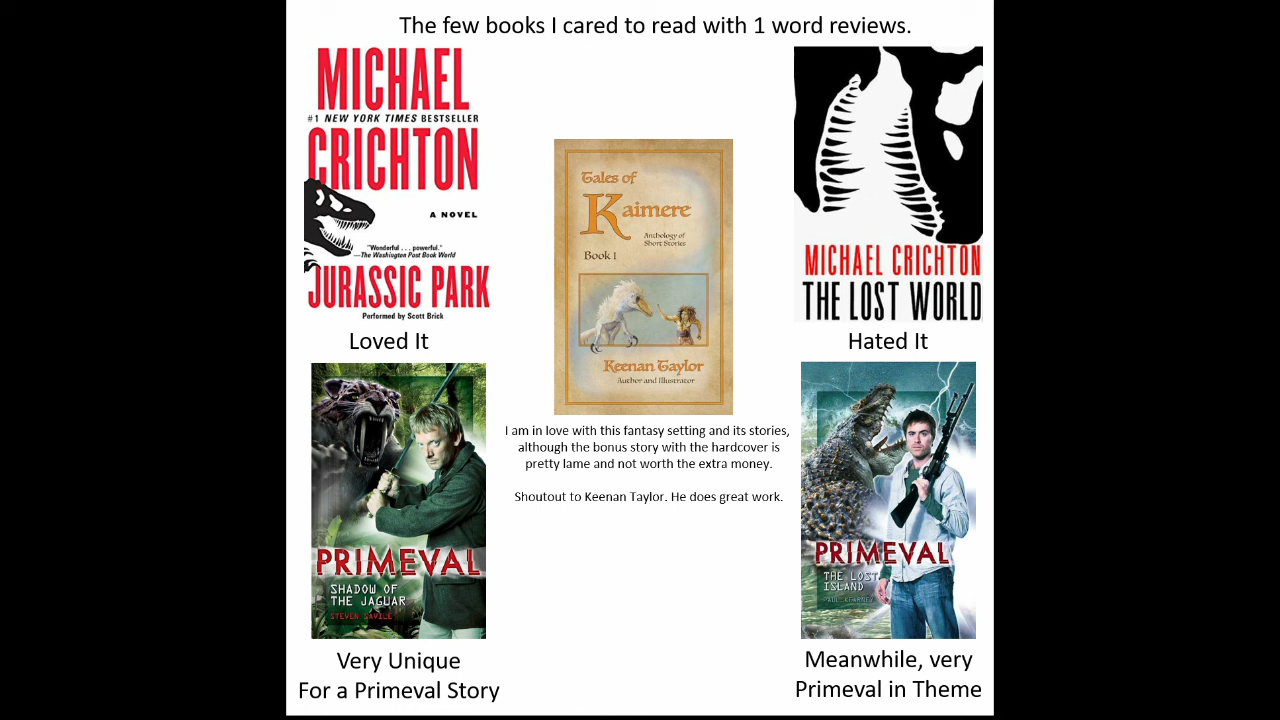 The few books I cared to read with 1 word reviews.
MICHAEL
#1 NEW YORK TIMES BESTSELLER
CRICHTON
A NOVEL
"Wonderful . . . powerful."
—The Washington Post Book World
JURASSIC PARK
Performed by Scott Brick
Loved It
Tales of
Kaimere
Anthology of
Short Stories
Book I
Keenan Taylor
Author and Illustrator
I am in love with this fantasy setting and its stories,
although the bonus story with the hardcover is
pretty lame and not worth the extra money.
Shoutout to Keenan Taylor. He does great work.
MICHAEL CRICHTON
THE LOST WORLD
Hated It
PRIMEVAL
SHADOW OF
THE JAGUAR
STEVEN SAVILE
Very Unique
For a Primeval Story
PRIMEVAL
THE LOST
ISLAND
PAUL KEARNEY
Meanwhile, very
Primeval in Theme